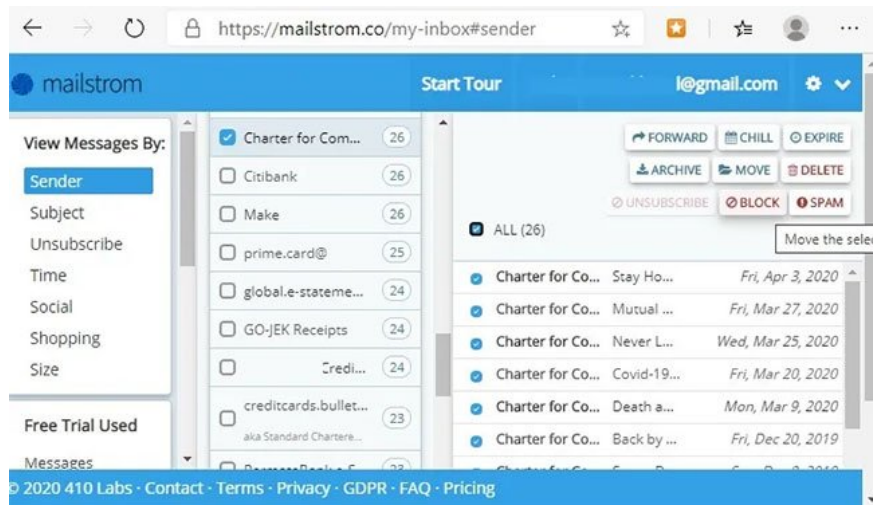 https://mailstrom.co/my-inbox#sender
mailstrom
Start Tour
l@gmail.com
View Messages By:
Sender
Subject
Unsubscribe
Time
Social
Shopping
Size
Free Trial Used
Messages
Charter for Com... 26
Citibank 26
Make 26
prime.card@ 25
global.e-stateme... 24
GO-JEK Receipts 24
Credi... 24
creditcards.bullet... 23
aka Standard Chartere...
FORWARD CHILL EXPIRE
ARCHIVE MOVE DELETE
UNSUBSCRIBE BLOCK SPAM
ALL (26)
Move the sele
Charter for Co... Stay Ho... Fri, Apr 3, 2020
Charter for Co... Mutual ... Fri, Mar 27, 2020
Charter for Co... Never L... Wed, Mar 25, 2020
Charter for Co... Covid-19... Fri, Mar 20, 2020
Charter for Co... Death a... Mon, Mar 9, 2020
Charter for Co... Back by ... Fri, Dec 20, 2019
© 2020 410 Labs · Contact · Terms · Privacy · GDPR · FAQ · Pricing